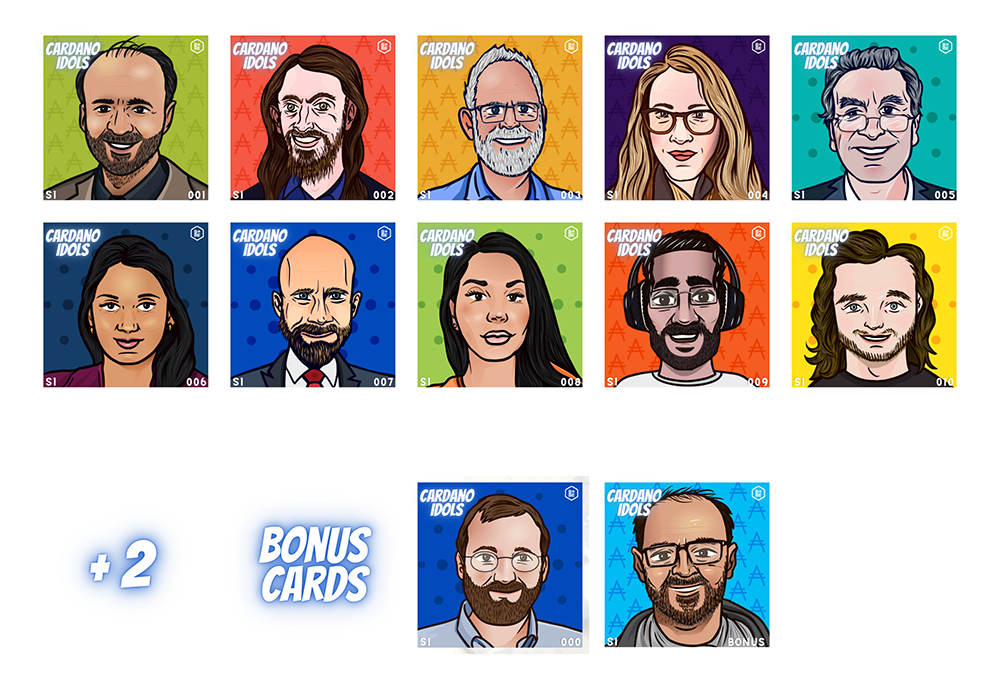 CARDANO
IDOLS
S1 001
CARDANO
IDOLS
S1 002
CARDANO
IDOLS
S1 003
CARDANO
IDOLS
S1 004
CARDANO
IDOLS
S1 005
CARDANO
IDOLS
S1 006
CARDANO
IDOLS
S1 007
CARDANO
IDOLS
S1 008
CARDANO
IDOLS
S1 009
CARDANO
IDOLS
S1 010
+ 2
BONUS
CARDS
CARDANO
IDOLS
S1 000
CARDANO
IDOLS
S1 BONUS